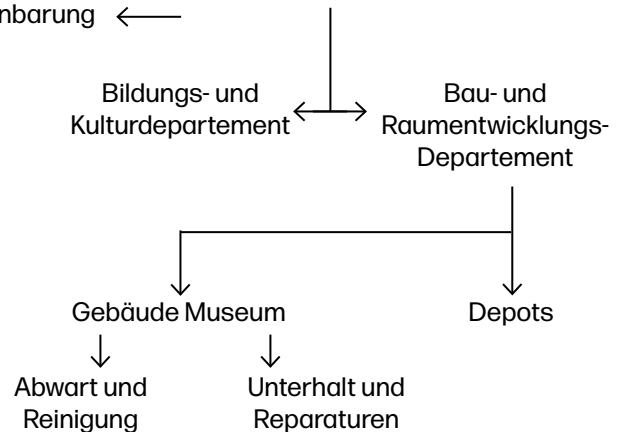 nbarung
Bildungs- und
Kulturdepartement
Bau- und
Raumentwicklungs-
Departement
Gebäude Museum
Depots
Abwart und
Reinigung
Unterhalt und
Reparaturen